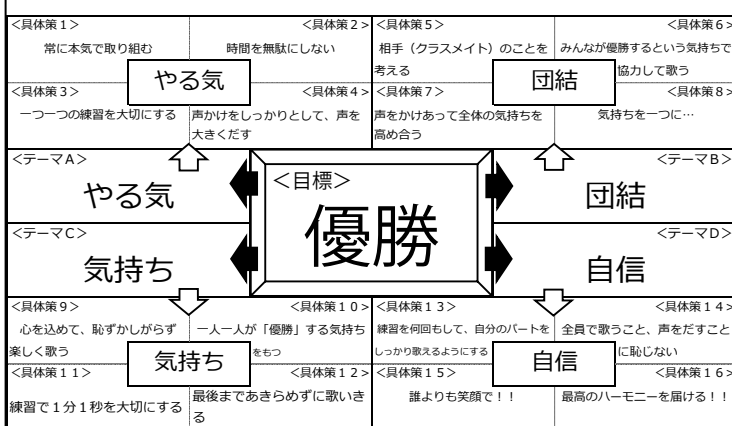 <具体策1>
常に本気で取り組む
<具体策2>
時間を無駄にしない
<具体策5>
相手（クラスメイト）のことを
考える
<具体策6>
みんなが優勝するという気持ちで
協力して歌う
やる気
団結
<具体策3>
一つ一つの練習を大切にする
<具体策4>
声かけをしっかりとして、声を
大きくだす
<具体策7>
声をかけあって全体の気持ちを
高め合う
<具体策8>
気持ちを一つに…
<テーマA>
やる気
<目標>
優勝
<テーマB>
団結
<テーマC>
気持ち
<テーマD>
自信
<具体策9>
心を込めて、恥ずかしがらず
楽しく歌う
<具体策10>
一人一人が「優勝」する気持ち
をもつ
<具体策13>
練習を何回もして、自分のパートを
しっかり歌えるようにする
<具体策14>
全員で歌うこと、声をだすこと
に恥じない
気持ち
自信
<具体策11>
練習で1分1秒を大切にする
<具体策12>
最後まであきらめずに歌いき
る
<具体策15>
誰よりも笑顔で！！
<具体策16>
最高のハーモニーを届ける！！